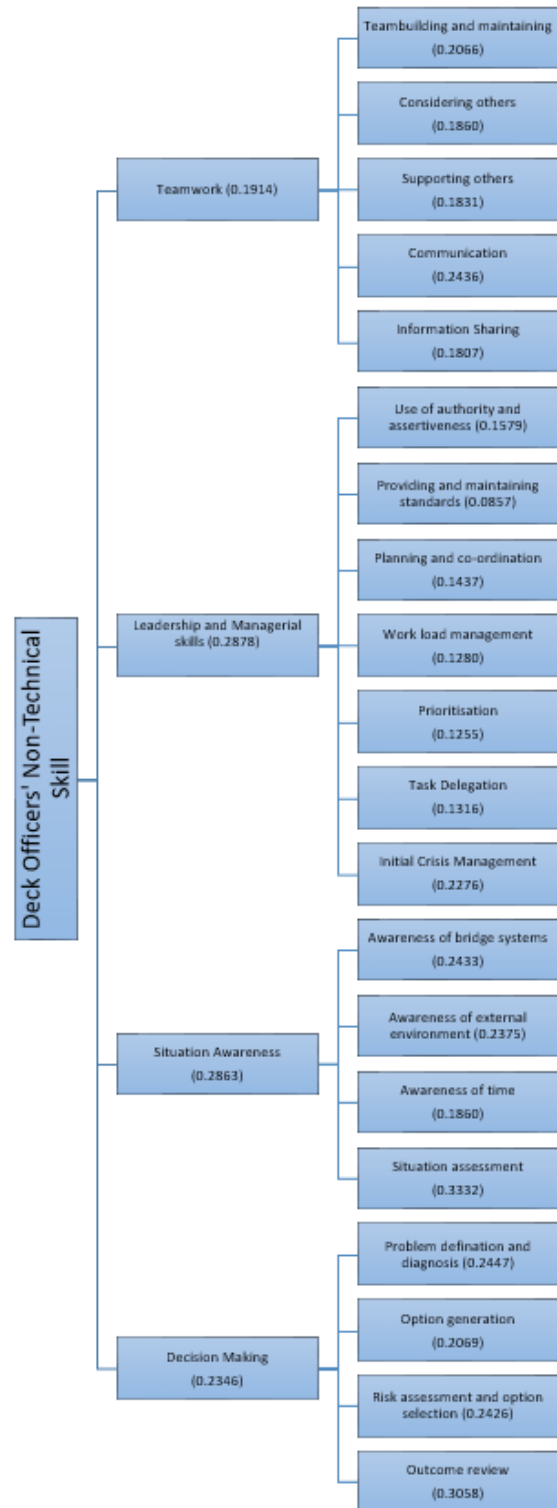 Deck Officers' Non-Technical
Skill
Teamwork (0.1914)
Teambuilding and maintaining
(0.2066)
Considering others
(0.1860)
Supporting others
(0.1831)
Communication
(0.2436)
Information Sharing
(0.1807)
Leadership and Managerial
skills (0.2878)
Use of authority and
assertiveness (0.1579)
Providing and maintaining
standards (0.0857)
Planning and co-ordination
(0.1437)
Work load management
(0.1280)
Prioritisation
(0.1255)
Task Delegation
(0.1316)
Initial Crisis Management
(0.2276)
Situation Awareness
(0.2863)
Awareness of bridge systems
(0.2433)
Awareness of external
environment (0.2375)
Awareness of time
(0.1860)
Situation assessment
(0.3332)
Decision Making
(0.2346)
Problem defination and
diagnosis (0.2447)
Option generation
(0.2069)
Risk assessment and option
selection (0.2426)
Outcome review
(0.3058)